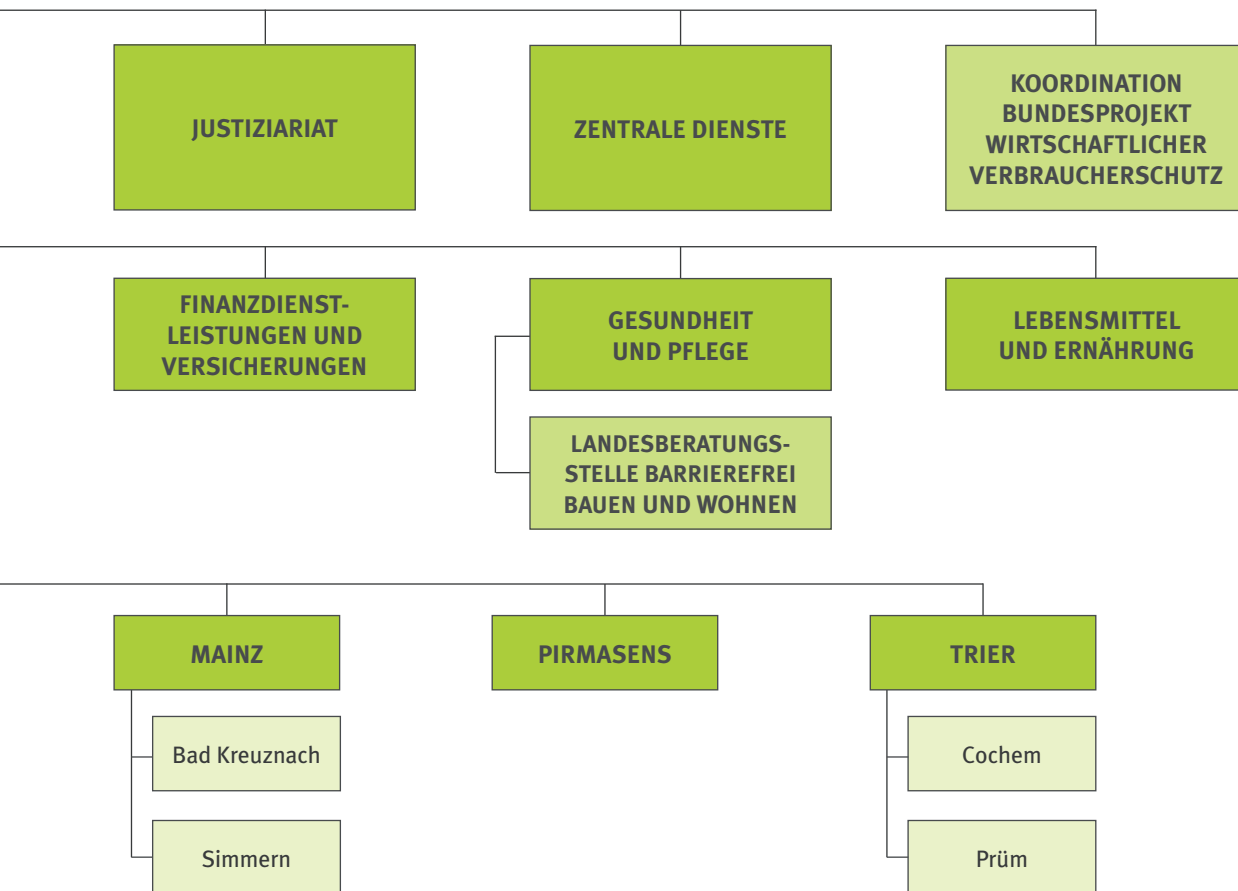 JUSTIZIARIAT
ZENTRALE DIENSTE
KOORDINATION
BUNDESPROJEKT
WIRTSCHAFTLICHER
VERBRAUCHERSCHUTZ
FINANZDIENST-
LEISTUNGEN UND
VERSICHERUNGEN
GESUNDHEIT
UND PFLEGE
LEBENSMITTEL
UND ERNÄHRUNG
LANDESBERATUNGS-
STELLE BARRIEREFREI
BAUEN UND WOHNEN
MAINZ
PIRMASENS
TRIER
Bad Kreuznach
Cochem
Simmern
Prüm